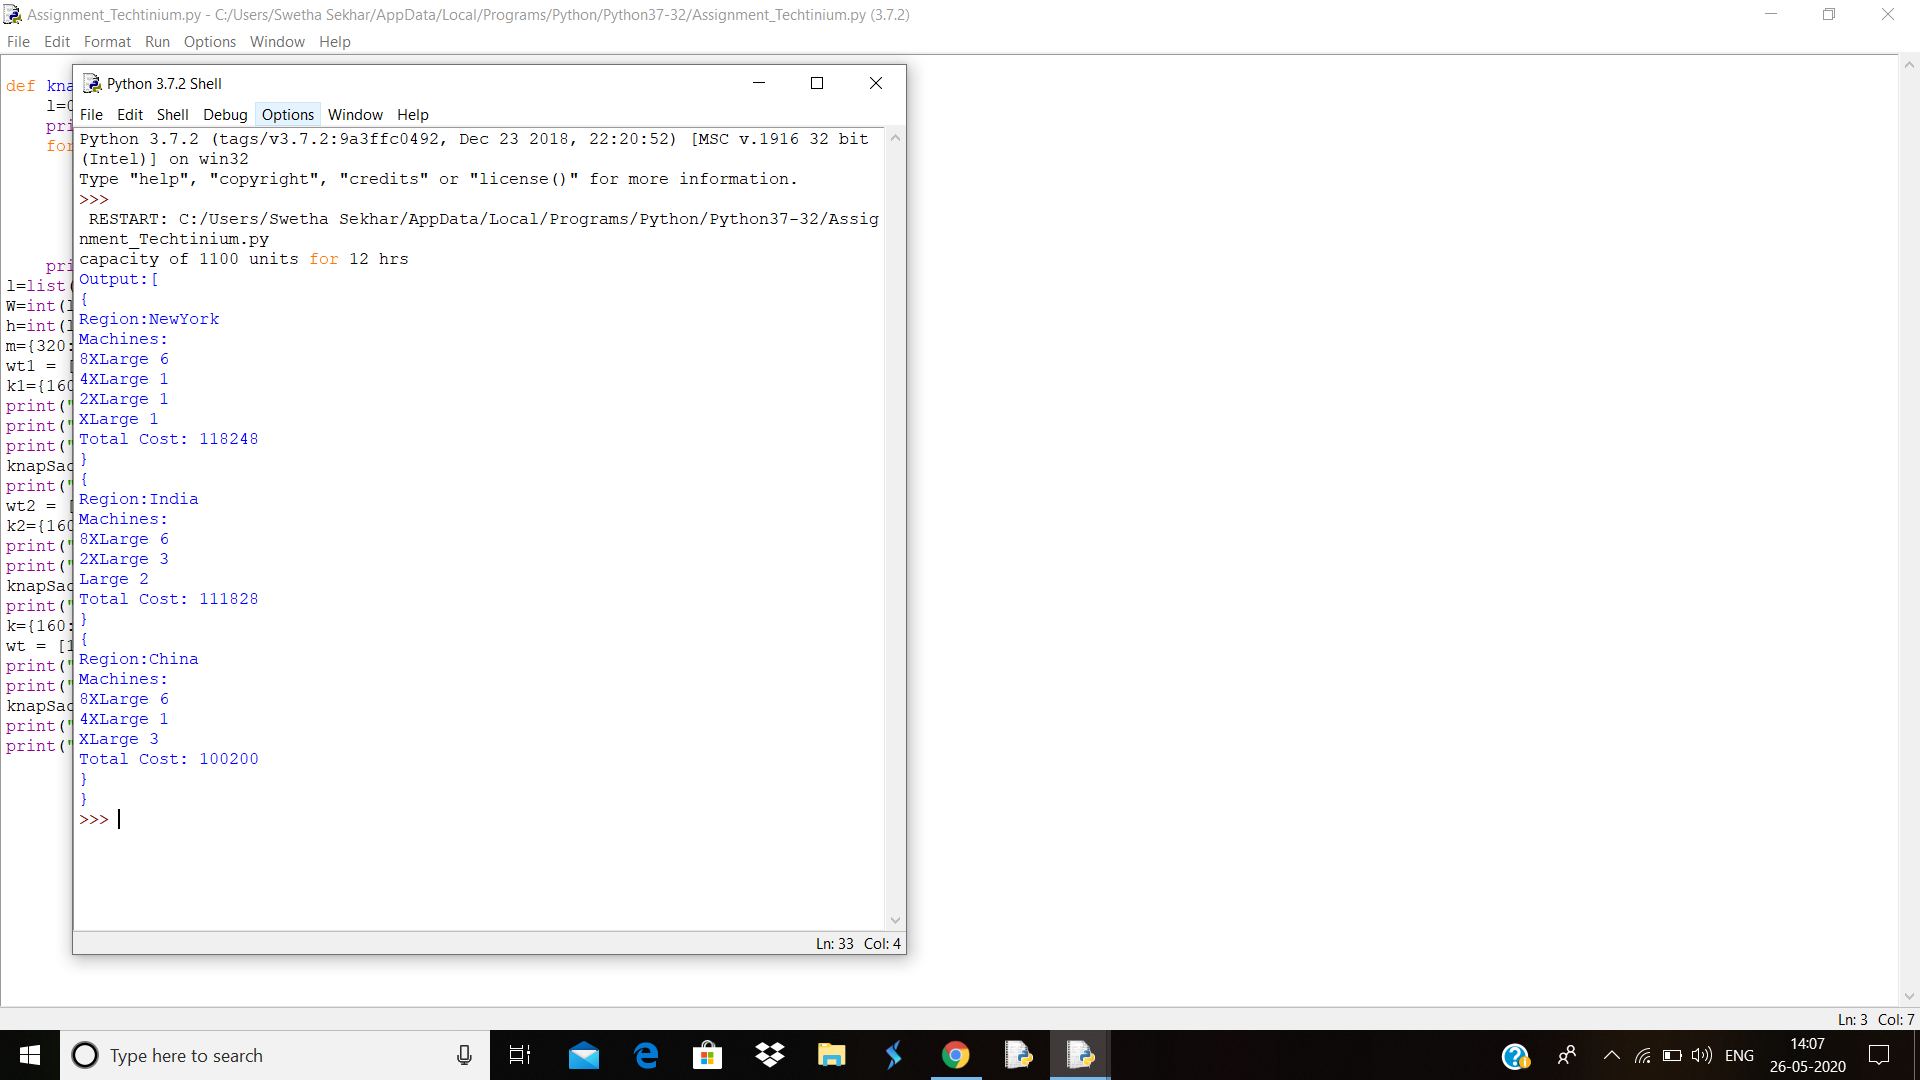 Assignment_Techtinium.py - C:/Users/Swetha Sekhar/AppData/Local/Programs/Python/Python37-32/Assignment_Techtinium.py (3.7.2)
File Edit Format Run Options Window Help
def kna
l=0
pri
for
pri
l=list(
W=int(l
h=int(l
m={320:
wt1 = [
k1={160
print("
print("
print("
knapSac
print("
wt2 = [
k2={160
print("
print("
knapSac
print("
k={160:
wt = [1
print("
print("
knapSac
print("
print("
Python 3.7.2 Shell
File Edit Shell Debug Options Window Help
Python 3.7.2 (tags/v3.7.2:9a3ffc0492, Dec 23 2018, 22:20:52) [MSC v.1916 32 bit
(Intel)] on win32
Type "help", "copyright", "credits" or "license()" for more information.
>>>
RESTART: C:/Users/Swetha Sekhar/AppData/Local/Programs/Python/Python37-32/Assig
nment_Techtinium.py
capacity of 1100 units for 12 hrs
Output:[
{
Region:NewYork
Machines:
8XLarge 6
4XLarge 1
2XLarge 1
XLarge 1
Total Cost: 118248
}
{
Region:India
Machines:
8XLarge 6
2XLarge 3
Large 2
Total Cost: 111828
}
{
Region:China
Machines:
8XLarge 6
4XLarge 1
XLarge 3
Total Cost: 100200
}
}
>>>
Ln: 33 Col: 4
Ln: 3 Col: 7
Type here to search
ENG
14:07
26-05-2020